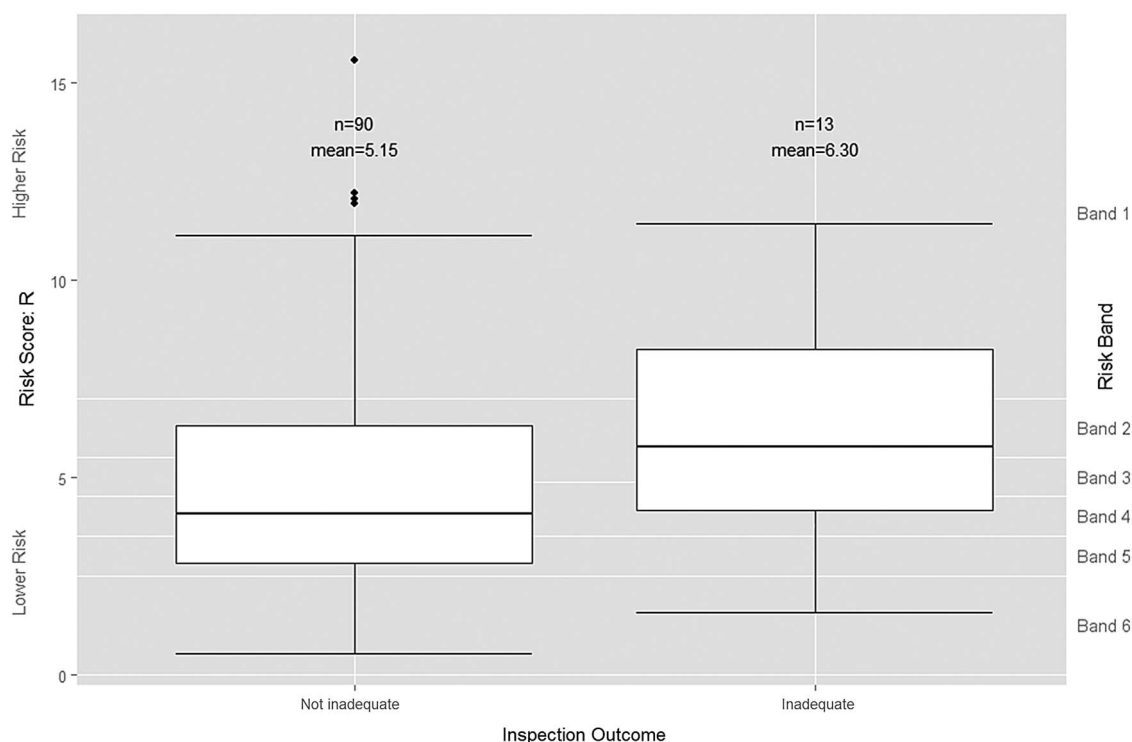 15
10
5
0
Higher Risk
Risk Score: R
Lower Risk
n=90
mean=5.15
n=13
mean=6.30
Band 1
Band 2
Band 3
Band 4
Band 5
Band 6
Risk Band
Not inadequate
Inadequate
Inspection Outcome